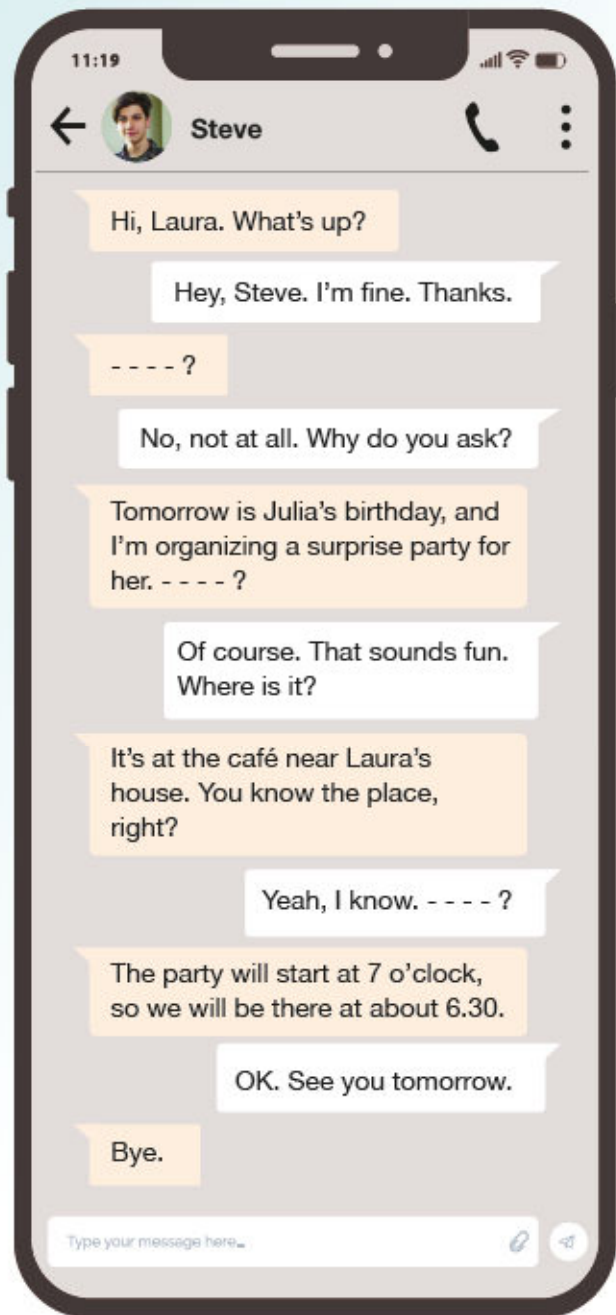 11:19
Steve
Hi, Laura. What's up?
Hey, Steve. I'm fine. Thanks.
- - - - ?
No, not at all. Why do you ask?
Tomorrow is Julia's birthday, and
I'm organizing a surprise party for
her. - - - - ?
Of course. That sounds fun.
Where is it?
It's at the café near Laura's
house. You know the place,
right?
Yeah, I know. - - - - ?
The party will start at 7 o'clock,
so we will be there at about 6.30.
OK. See you tomorrow.
Bye.
Type your message here...